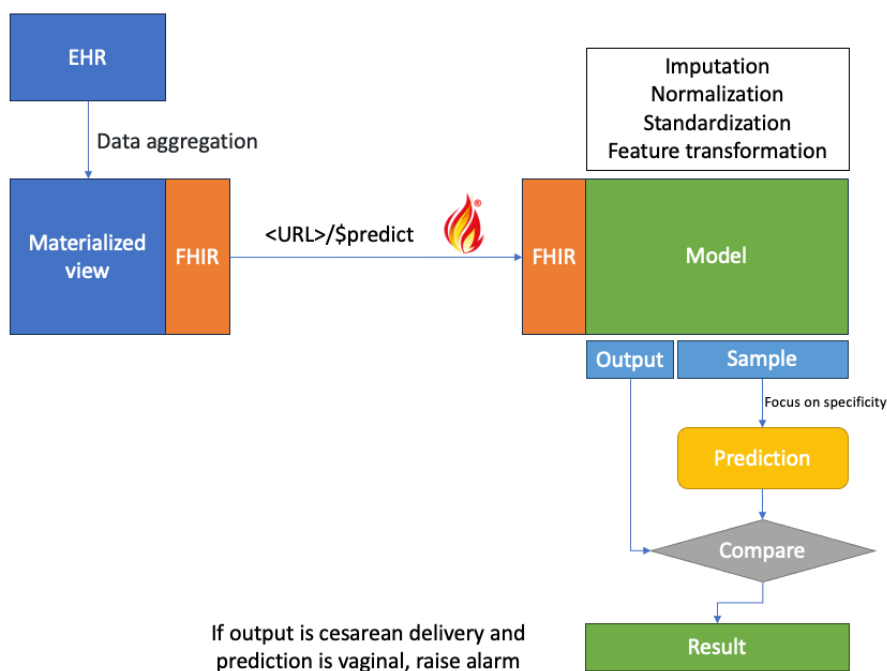 EHR
Imputation
Normalization
Standardization
Feature transformation
Data aggregation
Materialized
view
FHIR
<URL>/$predict
®
FHIR
Model
Output
Sample
Focus on specificity
Prediction
Compare
If output is cesarean delivery and
prediction is vaginal, raise alarm
Result